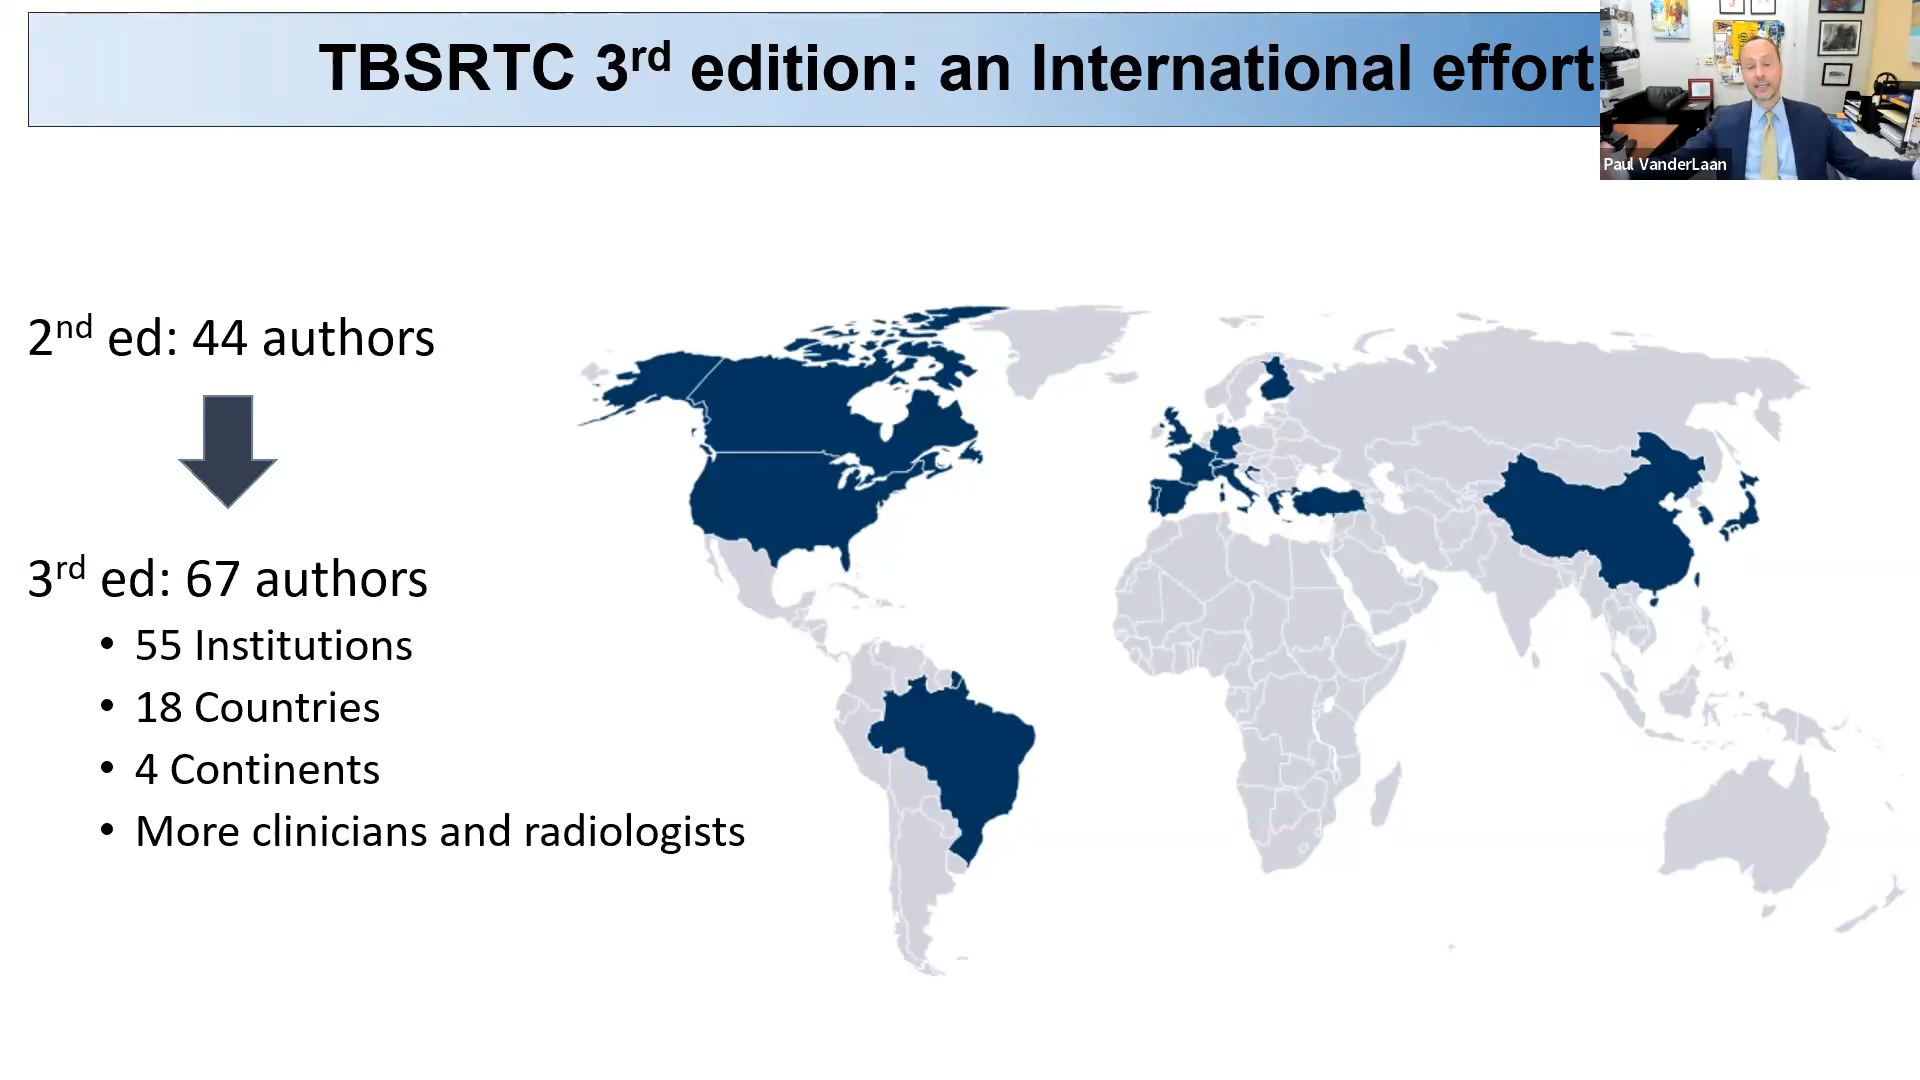 TBSRTC 3rd edition: an International effort
Paul VanderLaan
2nd ed: 44 authors
3rd ed: 67 authors
• 55 Institutions
• 18 Countries
• 4 Continents
• More clinicians and radiologists